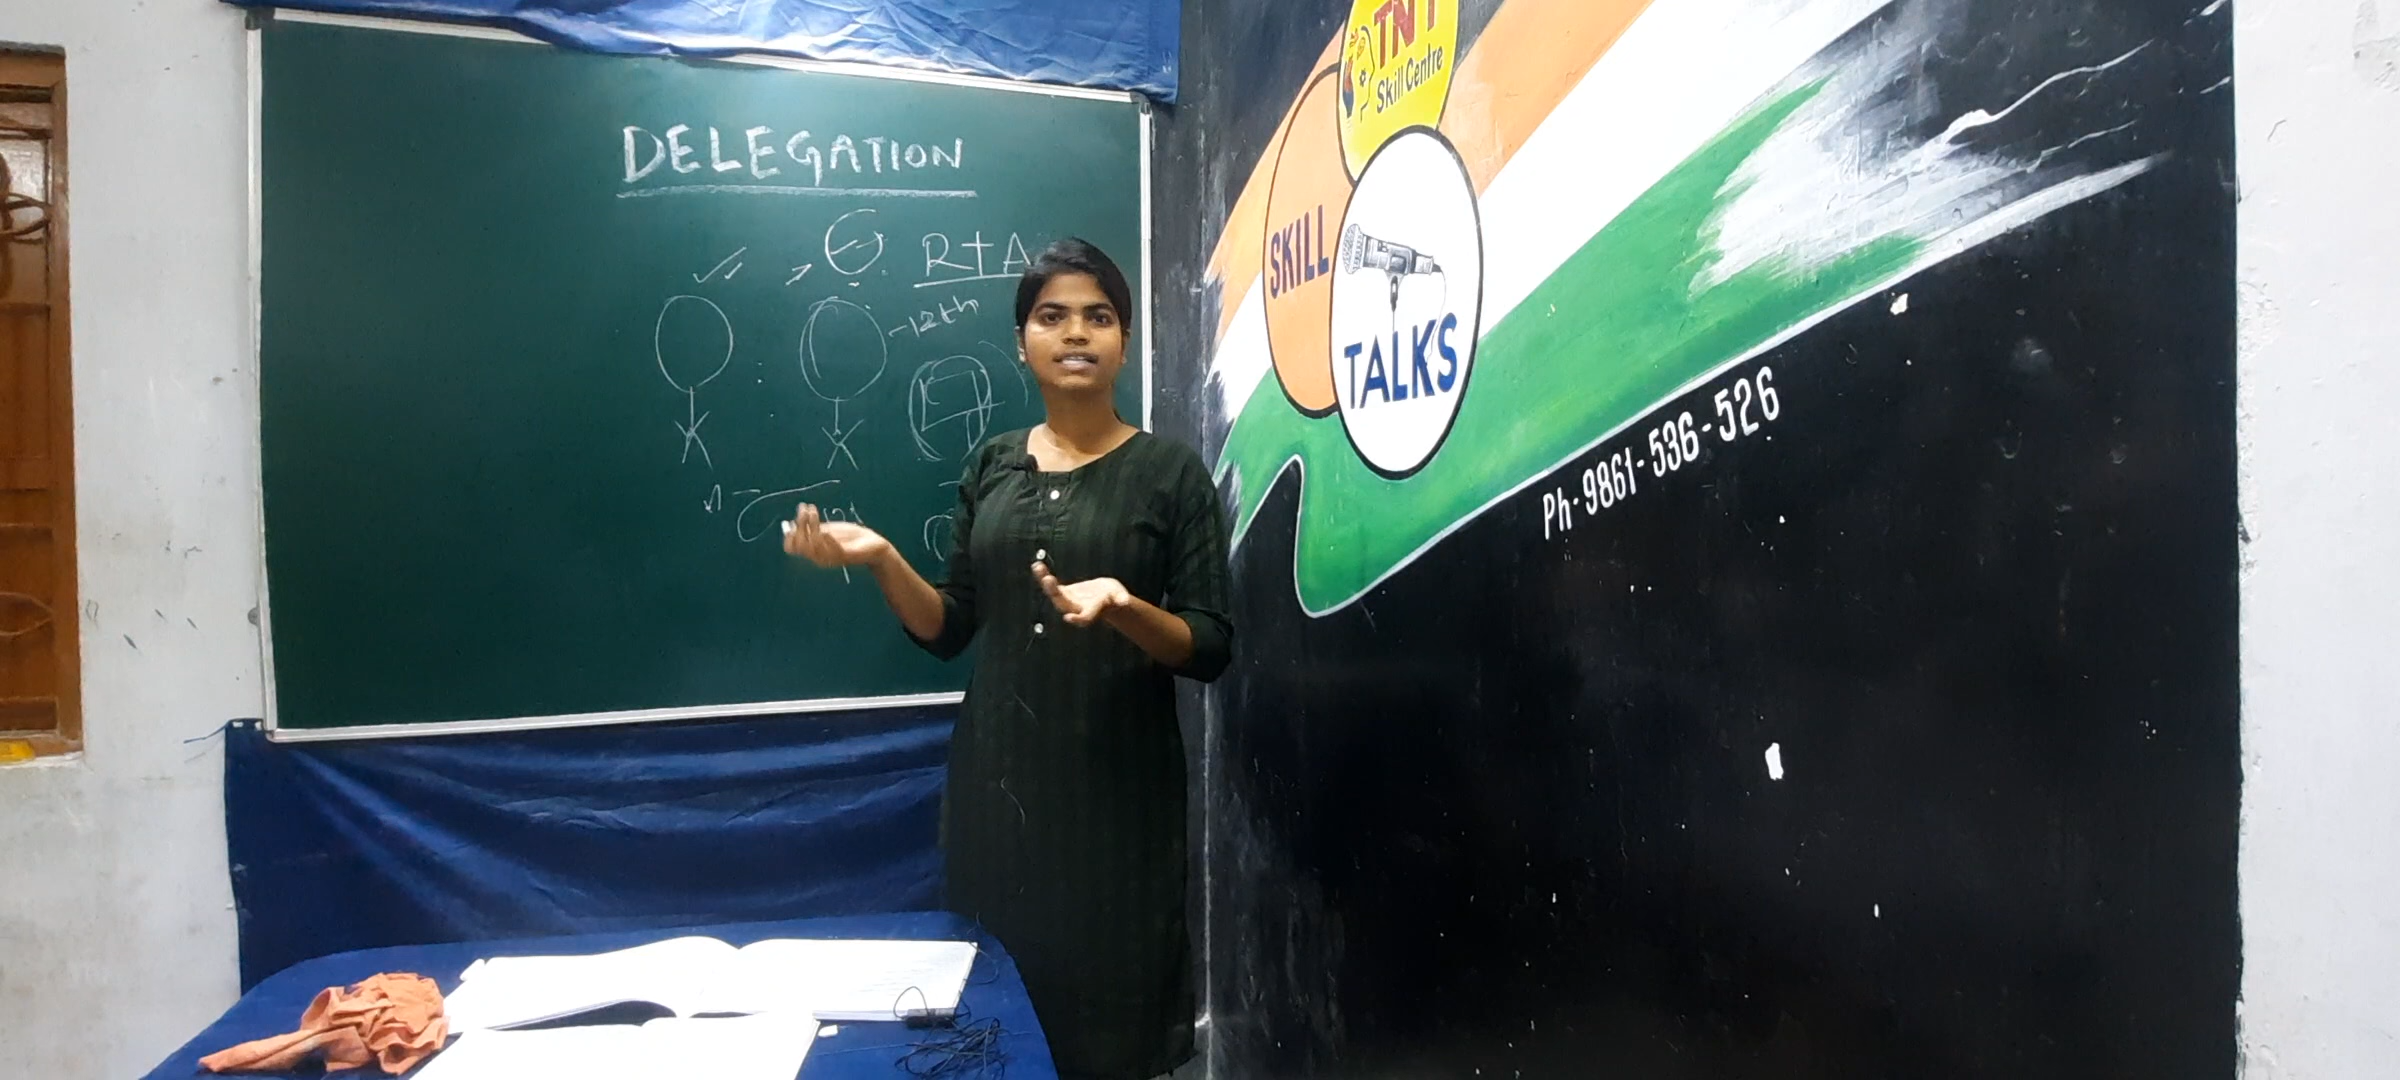 DELEGATION
R+A
-12th
TNT
Skill Centre
SKILL
TALKS
Ph-9861-536-526